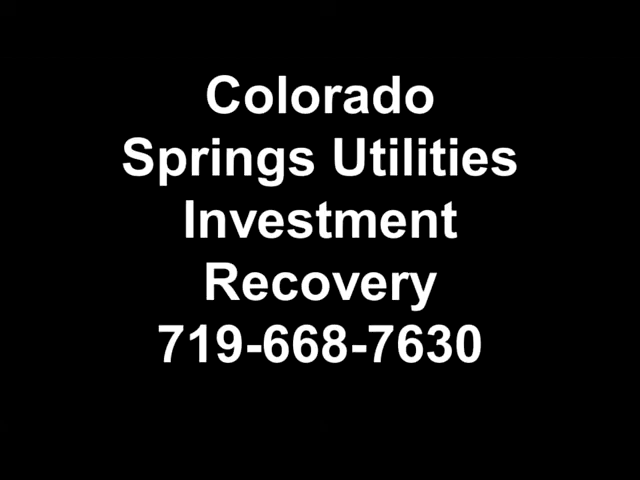 Colorado
Springs Utilities
Investment
Recovery
719-668-7630